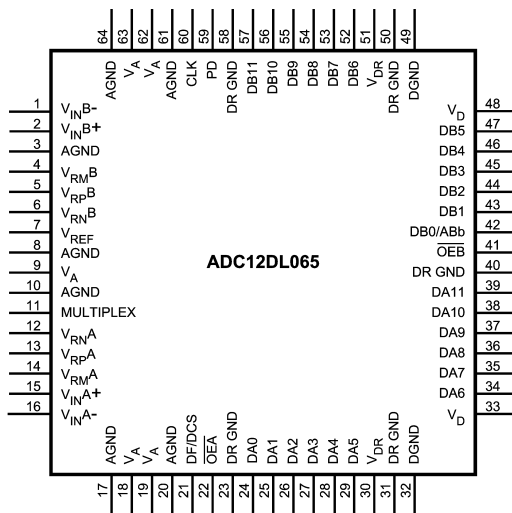 64 63 62 61 60 59 58 57 56 55 54 53 52 51 50 49
AGND VA VA AGND CLK PD DR GND DB11 DB10 DB9 DB8 DB7 DB6 VDR DR GND DGND
1 VINB-
2 VINB+
3 AGND
4 VRMB
5 VRPB
6 VRNB
7 VREF
8 AGND
9 VA
10 AGND
11 MULTIPLEX
12 VRNA
13 VRPA
14 VRMA
15 VINA+
16 VINA-
ADC12DL065
VD 48
DB5 47
DB4 46
DB3 45
DB2 44
DB1 43
DB0/ABb 42
OEB 41
DR GND 40
DA11 39
DA10 38
DA9 37
DA8 36
DA7 35
DA6 34
VD 33
AGND VA VA AGND DF/DCS OEA DR GND DA0 DA1 DA2 DA3 DA4 DA5 VDR DR GND DGND
17 18 19 20 21 22 23 24 25 26 27 28 29 30 31 32